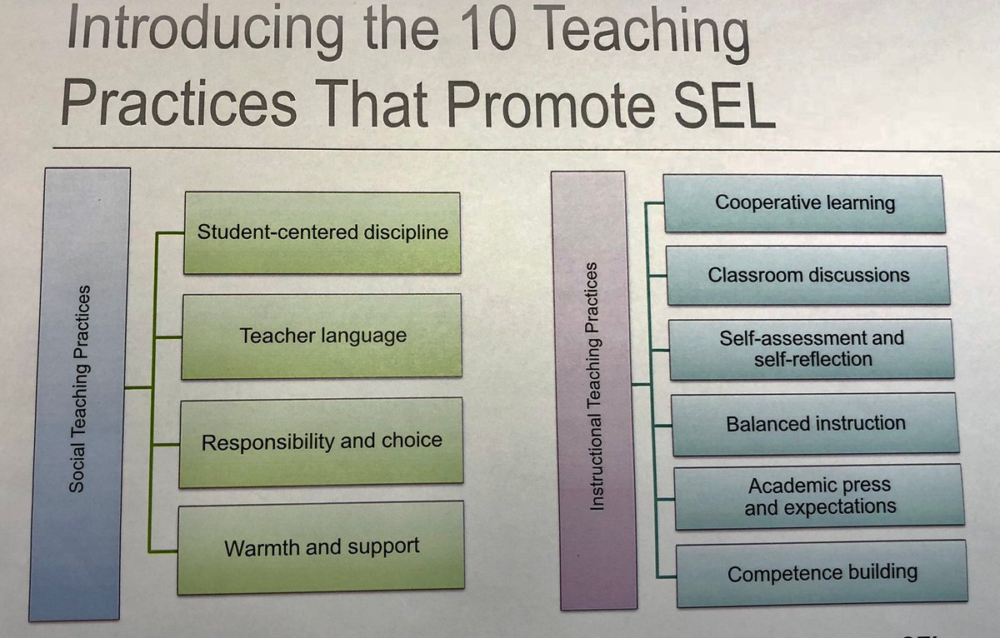 Introducing the 10 Teaching
Practices That Promote SEL
Social Teaching Practices
Student-centered discipline
Teacher language
Responsibility and choice
Warmth and support
Instructional Teaching Practices
Cooperative learning
Classroom discussions
Self-assessment and
self-reflection
Balanced instruction
Academic press
and expectations
Competence building